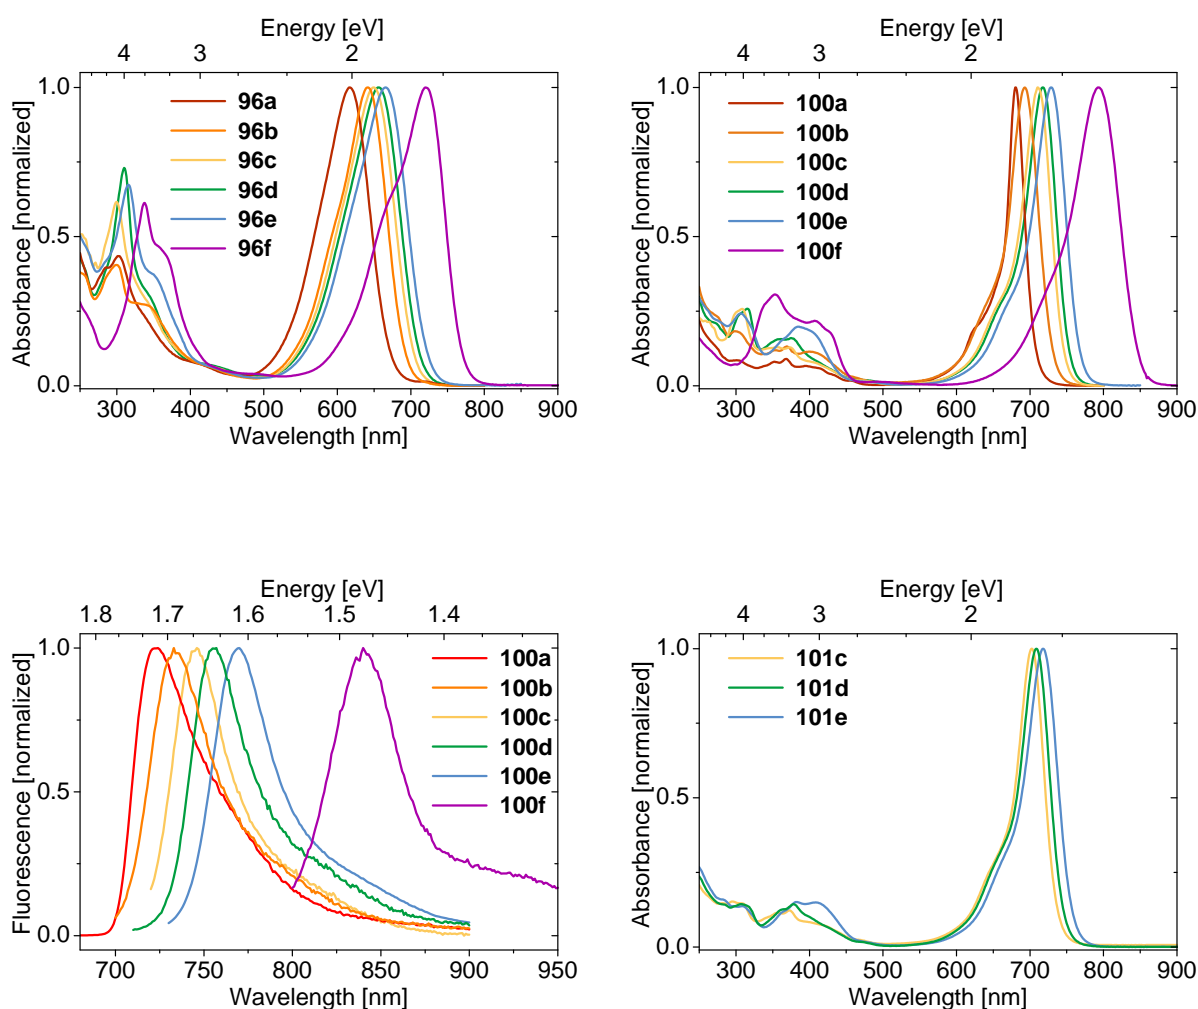 Energy [eV]
4 3 2
Absorbance [normalized]
1.0
0.5
0.0
96a
96b
96c
96d
96e
96f
300 400 500 600 700 800 900
Wavelength [nm]
Energy [eV]
4 3 2
Absorbance [normalized]
1.0
0.5
0.0
100a
100b
100c
100d
100e
100f
300 400 500 600 700 800 900
Wavelength [nm]
Energy [eV]
1.8 1.7 1.6 1.5 1.4
Fluorescence [normalized]
1.0
0.5
0.0
100a
100b
100c
100d
100e
100f
700 750 800 850 900 950
Wavelength [nm]
Energy [eV]
4 3 2
Absorbance [normalized]
1.0
0.5
0.0
101c
101d
101e
300 400 500 600 700 800 900
Wavelength [nm]